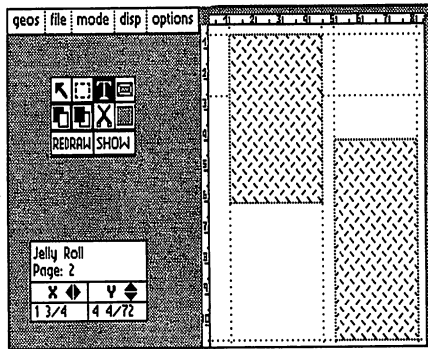 geos file mode disp options
T
REDRAW SHOW
Jelly Roll
Page: 2
X Y
1 3/4 4 4/72